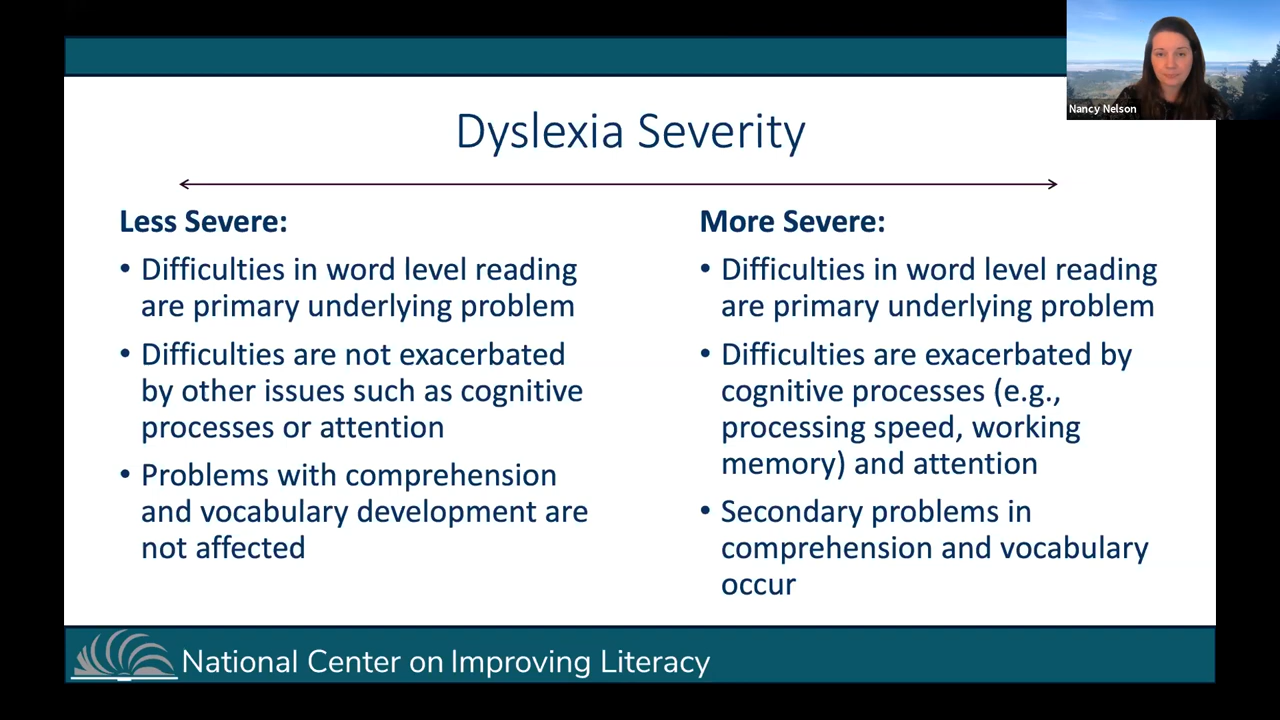 Nancy Nelson
Dyslexia Severity
Less Severe:
• Difficulties in word level reading
are primary underlying problem
• Difficulties are not exacerbated
by other issues such as cognitive
processes or attention
• Problems with comprehension
and vocabulary development are
not affected
More Severe:
• Difficulties in word level reading
are primary underlying problem
• Difficulties are exacerbated by
cognitive processes (e.g.,
processing speed, working
memory) and attention
• Secondary problems in
comprehension and vocabulary
occur
National Center on Improving Literacy